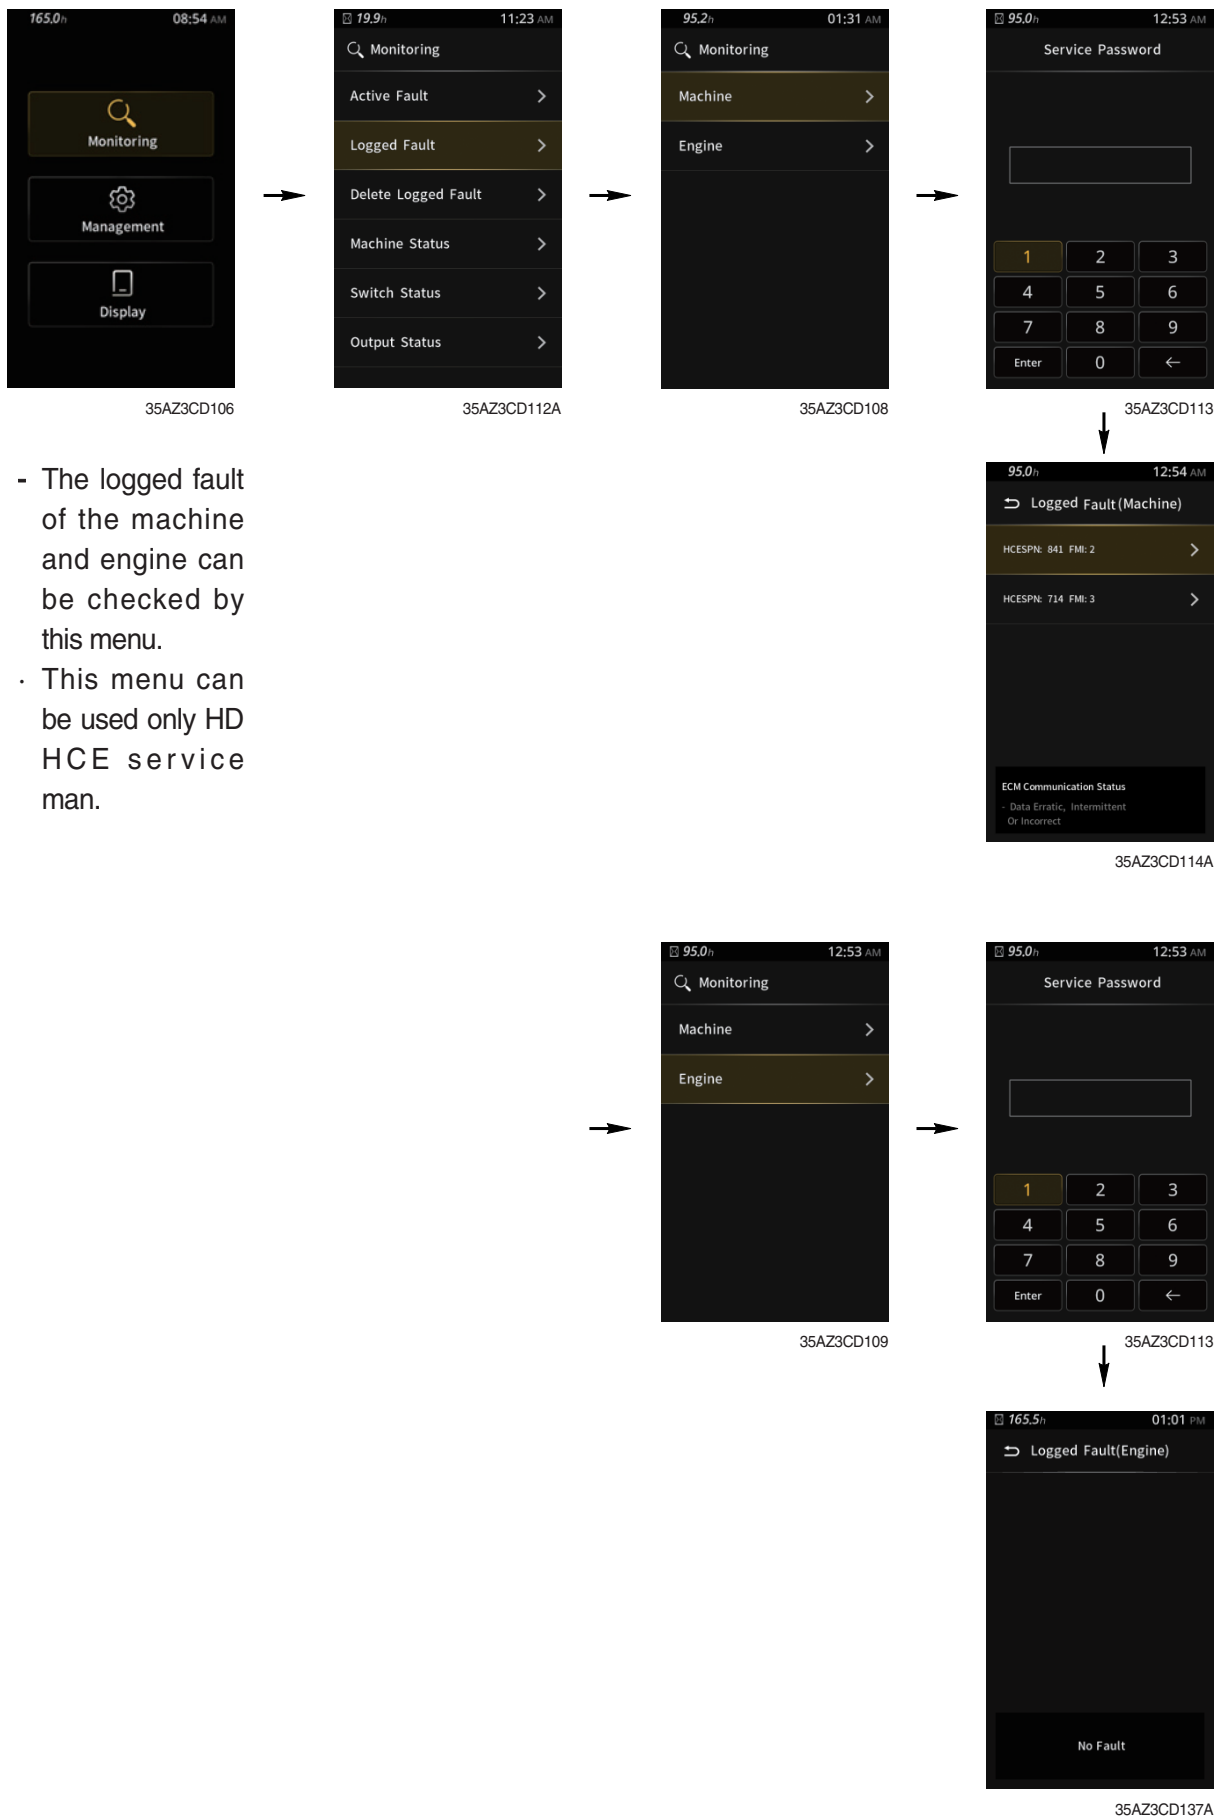 165.0h 08:54 AM
Monitoring
Management
Display
35AZ3CD106
19.9h 11:23 AM
Monitoring
Active Fault
Logged Fault
Delete Logged Fault
Machine Status
Switch Status
Output Status
35AZ3CD112A
95.2h 01:31 AM
Monitoring
Machine
Engine
35AZ3CD108
95.0h 12:53 AM
Service Password
1 2 3
4 5 6
7 8 9
Enter 0 ←
35AZ3CD113
- The logged fault
of the machine
and engine can
be checked by
this menu.
· This menu can
be used only HD
HCE service
man.
95.0h 12:54 AM
Logged Fault(Machine)
HCESPN: 841 FMI: 2
HCESPN: 714 FMI: 3
ECM Communication Status
- Data Erratic, Intermittent
Or Incorrect
35AZ3CD114A
95.0h 12:53 AM
Monitoring
Machine
Engine
35AZ3CD109
95.0h 12:53 AM
Service Password
1 2 3
4 5 6
7 8 9
Enter 0 ←
35AZ3CD113
165.5h 01:01 PM
Logged Fault(Engine)
No Fault
35AZ3CD137A